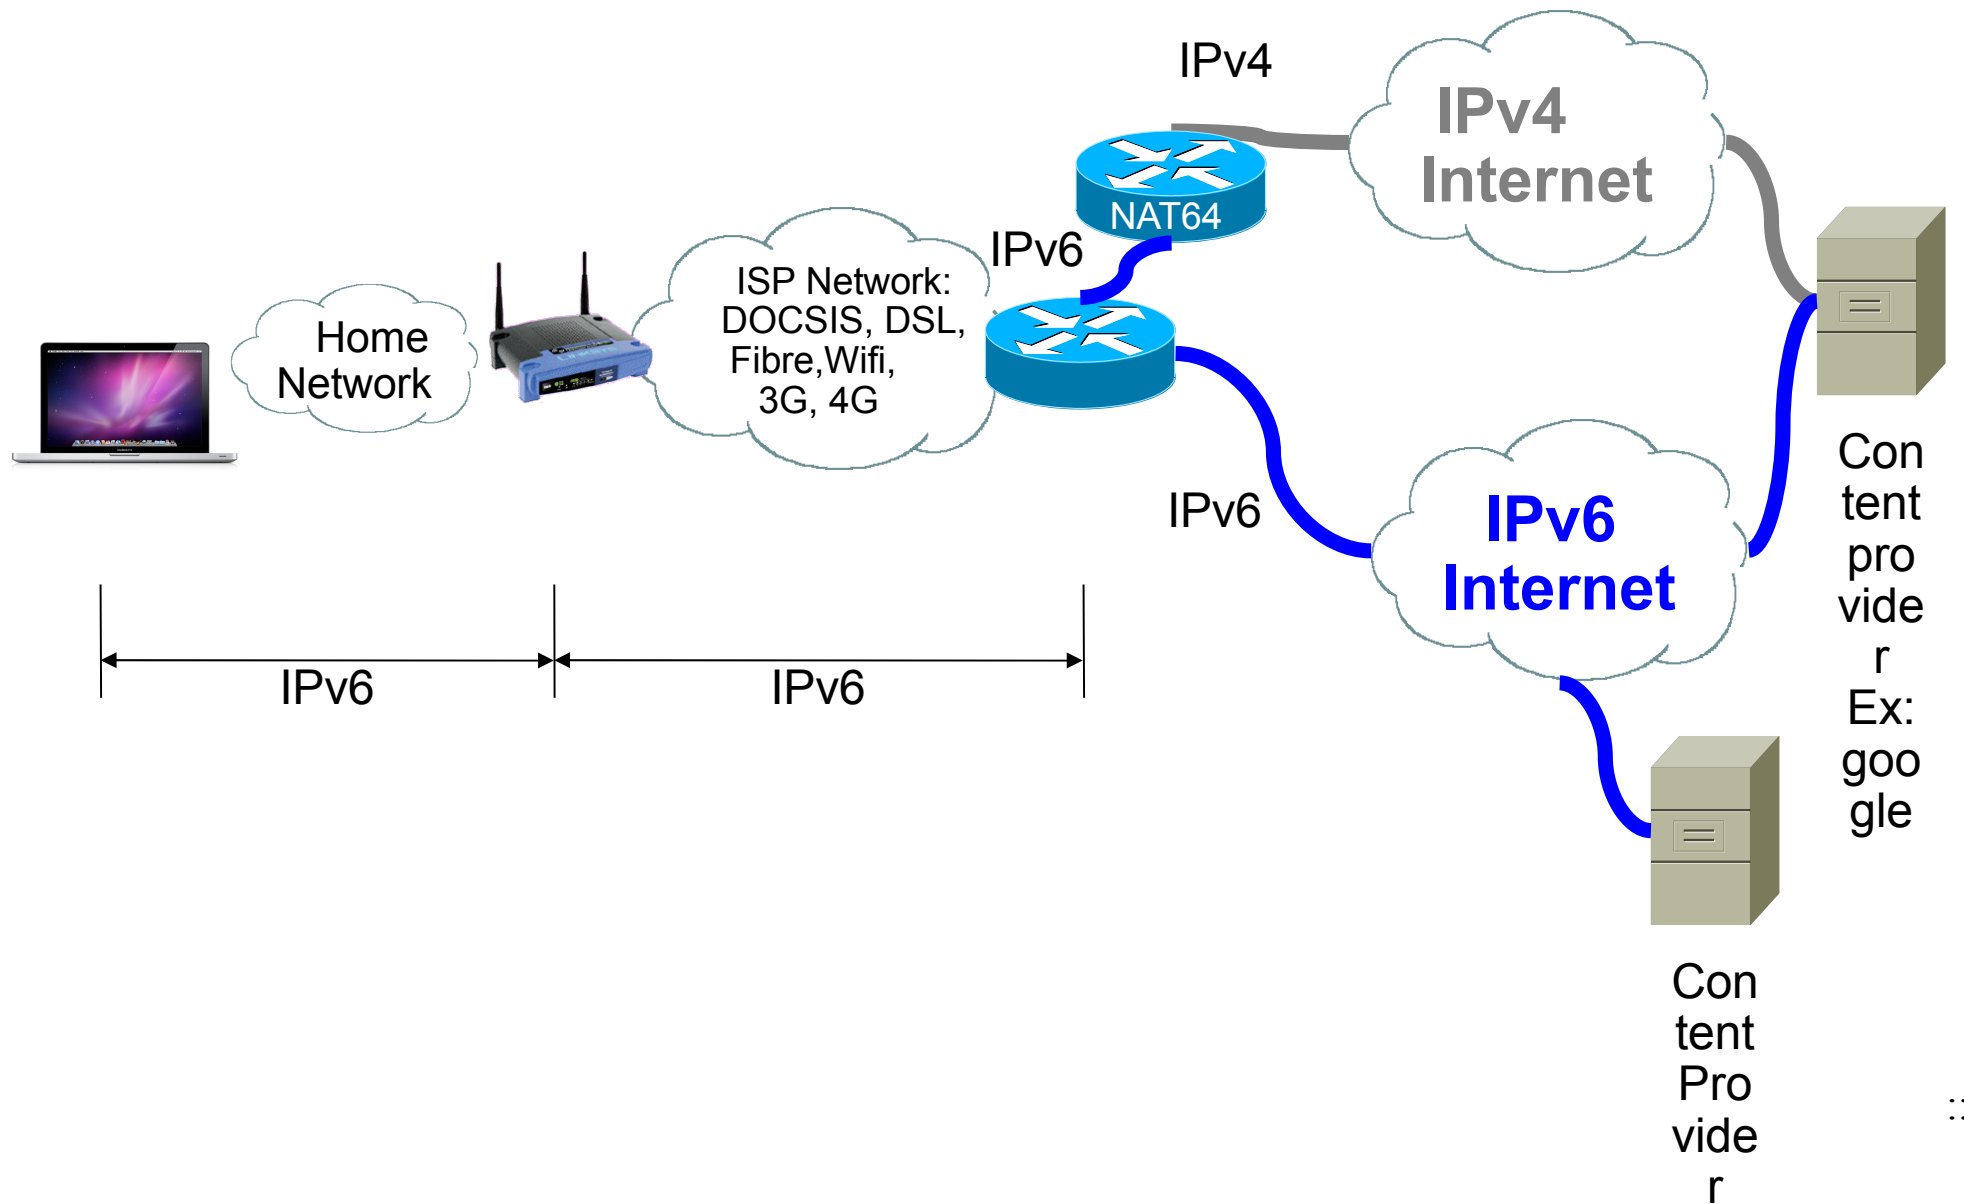 IPv4
IPv4
Internet
NAT64
IPv6
ISP Network:
DOCSIS, DSL,
Fibre,Wifi,
3G, 4G
Home
Network
LINKSYS
IPv6
IPv6
Internet
Con
tent
pro
vide
r
Ex:
goo
gle
IPv6
IPv6
Con
tent
Pro
vide
r
::